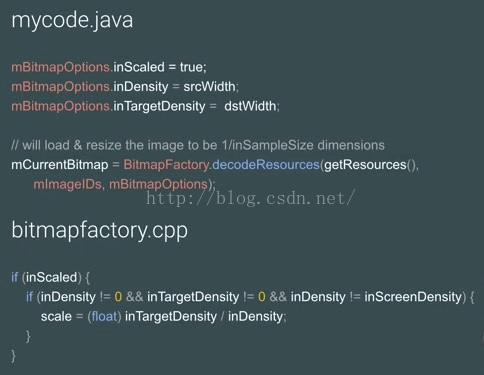 mycode.java
mBitmapOptions.inScaled = true;
mBitmapOptions.inDensity = srcWidth;
mBitmapOptions.inTargetDensity =  dstWidth;
// will load & resize the image to be 1/inSampleSize dimensions
mCurrentBitmap = BitmapFactory.decodeResources(getResources(),
mImageIDs, mBitmapOptions);
http://blog.csdn.net/
bitmapfactory.cpp
if (inScaled) {
if (inDensity != 0 && inTargetDensity != 0 && inDensity != inScreenDensity) {
scale = (float) inTargetDensity / inDensity;
}
}